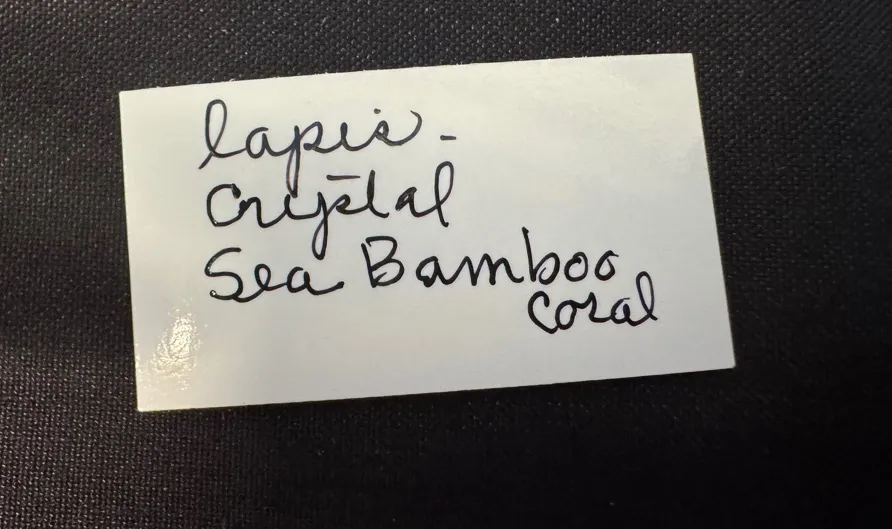 lapis -
Crystal
Sea Bamboo
coral